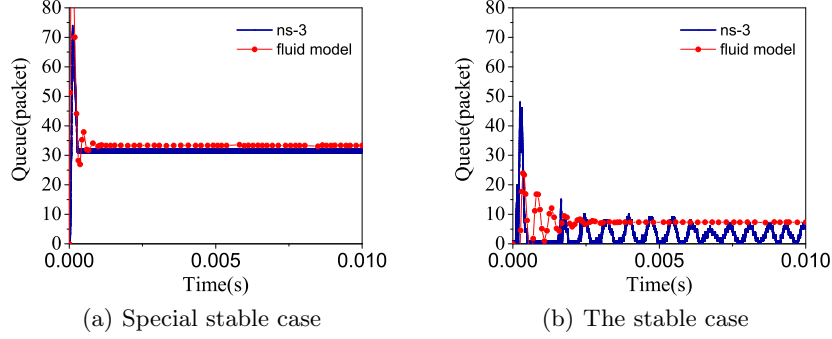 80
70
60
50
40
30
20
10
0
Queue(packet)
ns-3
fluid model
0.000
0.005
0.010
Time(s)
(a) Special stable case
80
70
60
50
40
30
20
10
0
Queue(packet)
ns-3
fluid model
0.000
0.005
0.010
Time(s)
(b) The stable case